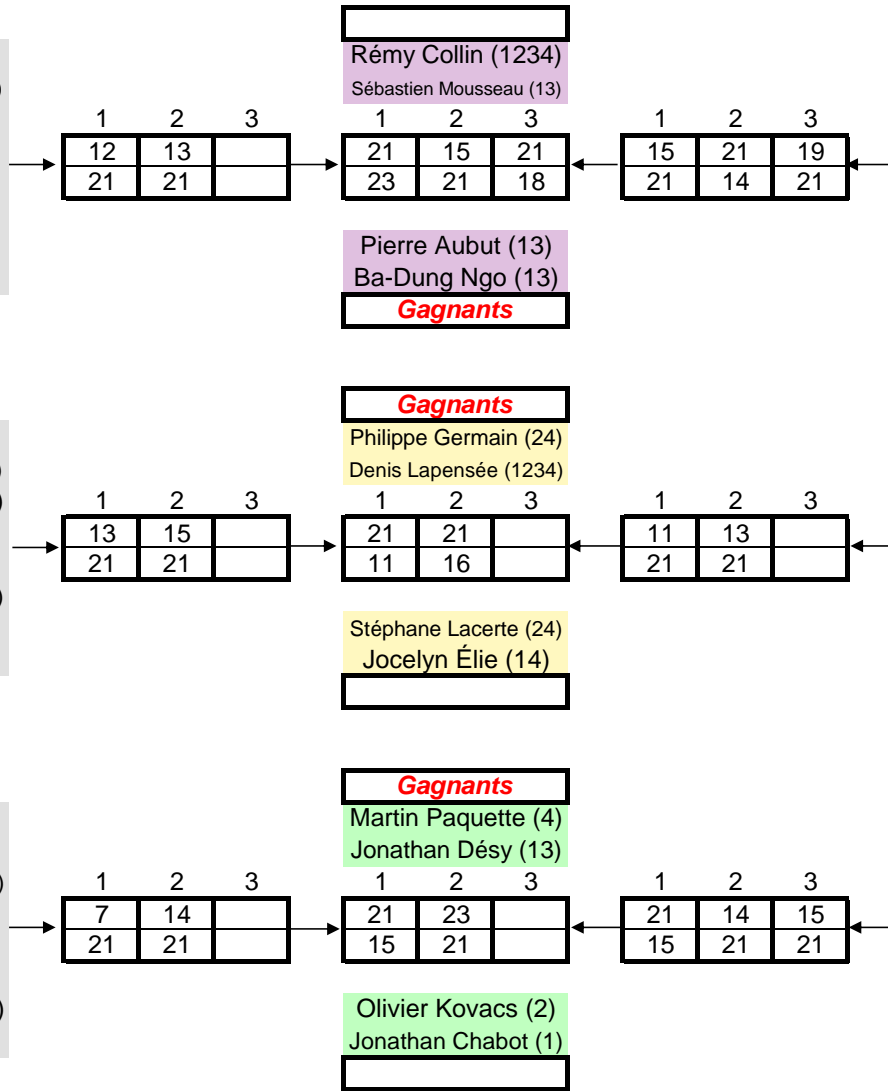 Rémy Collin (1234)
Sébastien Mousseau (13)
1 2 3 1 2 3 1 2 3
12 13 21 15 21 15 21 19
21 21 23 21 18 21 14 21
Pierre Aubut (13)
Ba-Dung Ngo (13)
Gagnants
Gagnants
Philippe Germain (24)
Denis Lapensée (1234)
1 2 3 1 2 3 1 2 3
13 15 21 21 11 13
21 21 11 16 21 21
Stéphane Lacerte (24)
Jocelyn Élie (14)
Gagnants
Martin Paquette (4)
Jonathan Désy (13)
1 2 3 1 2 3 1 2 3
7 14 21 23 21 14 15
21 21 15 21 15 21 21
Olivier Kovacs (2)
Jonathan Chabot (1)